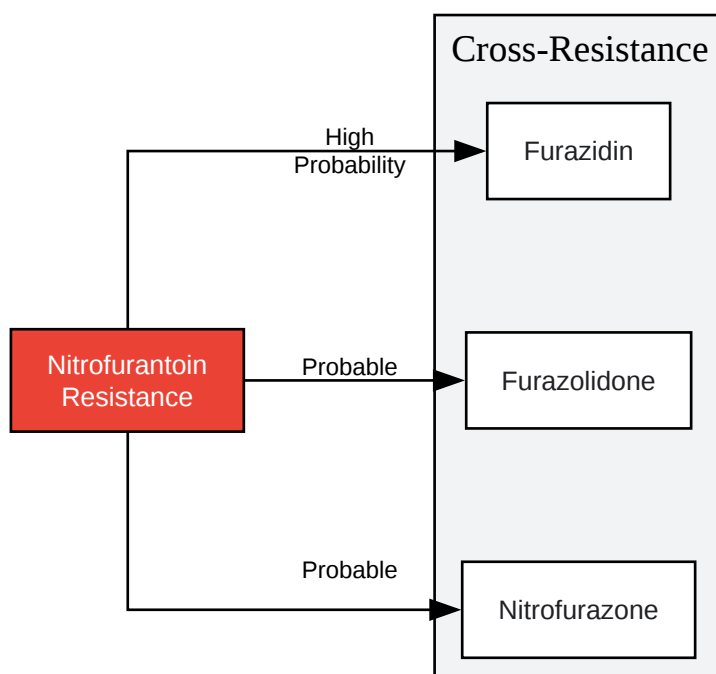 Cross-Resistance
High
Probability
Furazidin
Nitrofurantoin
Resistance
Probable
Furazolidone
Probable
Nitrofurazone